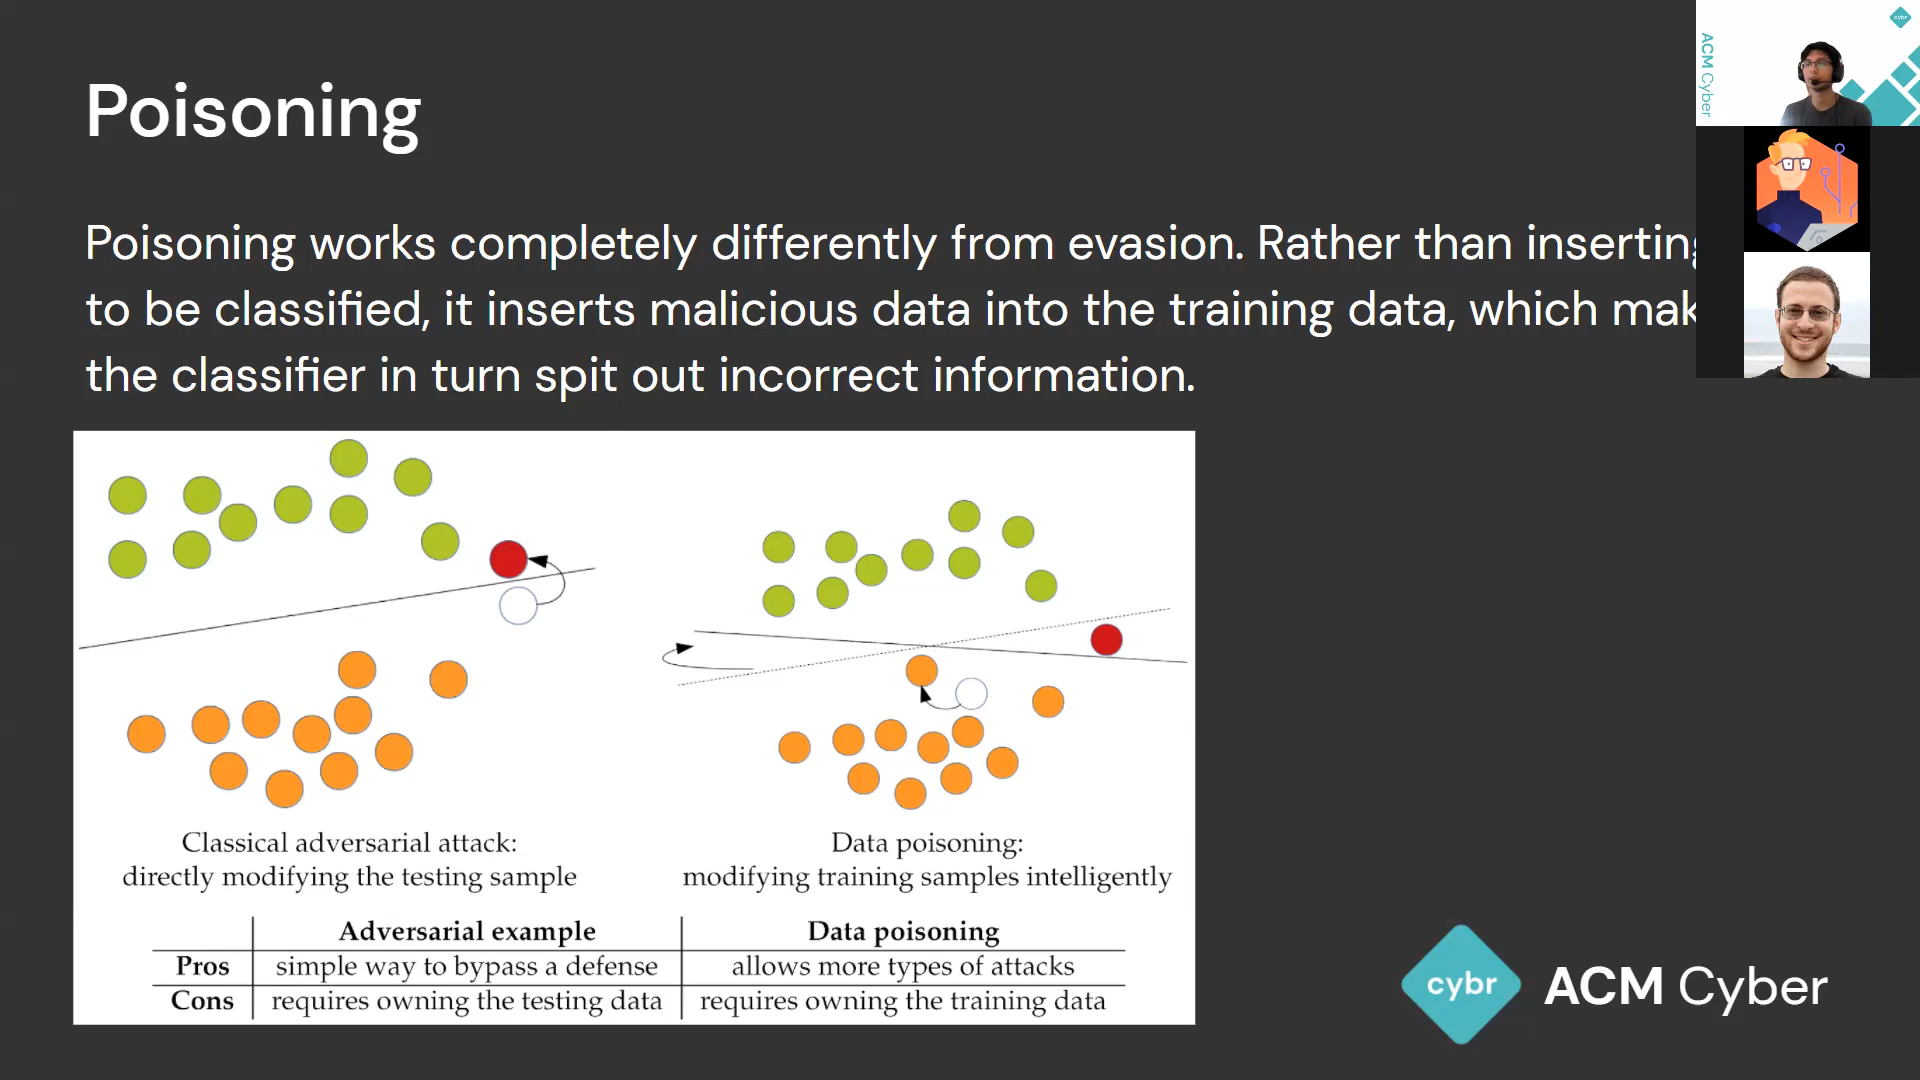 Poisoning
Poisoning works completely differently from evasion. Rather than inserting
to be classified, it inserts malicious data into the training data, which mak
the classifier in turn spit out incorrect information.
Classical adversarial attack:
directly modifying the testing sample
Data poisoning:
modifying training samples intelligently
Adversarial example Data poisoning
Pros simple way to bypass a defense allows more types of attacks
Cons requires owning the testing data requires owning the training data
cybr ACM Cyber
ACM Cyber
cybr